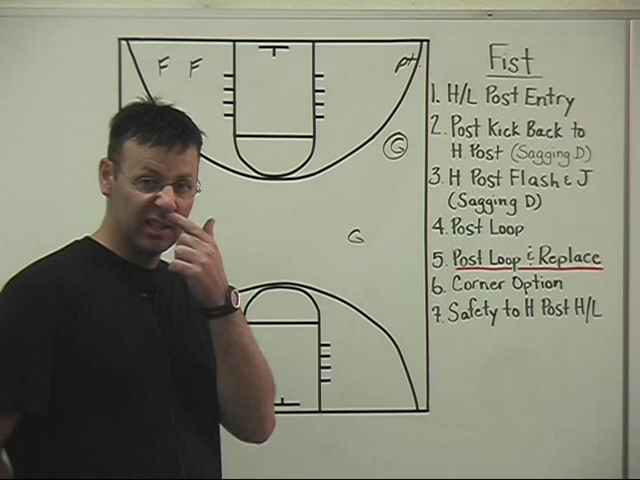 Fist
1. H/L Post Entry
2. Post Kick Back to
H Post (Sagging D)
3. H Post Flash & J
(Sagging D)
4. Post Loop
5. Post Loop & Replace
6. Corner Option
7. Safety to H Post H/L
F F
G
G